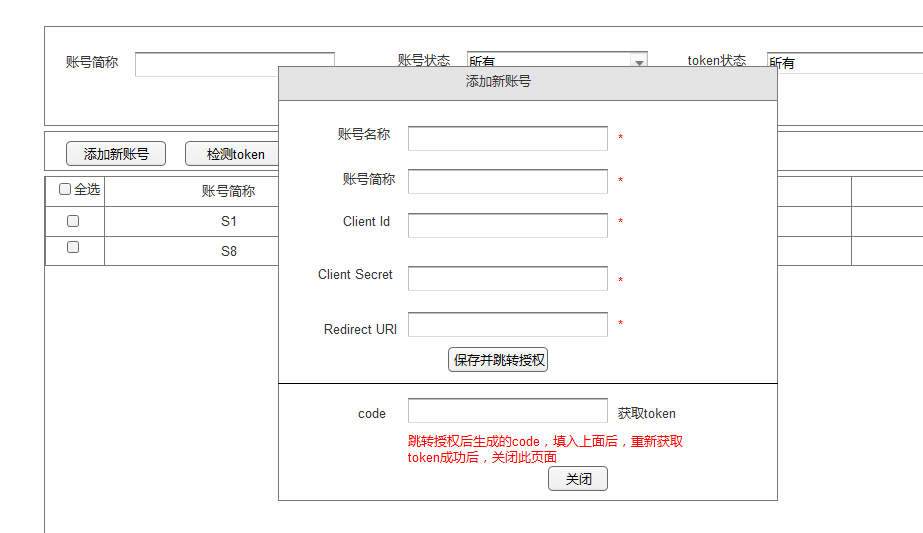 账号简称
账号状态
所有
token状态
所有
添加新账号
检测token
全选
账号简称
S1
S8
添加新账号
账号名称
*
账号简称
*
Client Id
*
Client Secret
*
Redirect URI
*
保存并跳转授权
code
获取token
跳转授权后生成的code，填入上面后，重新获取
token成功后，关闭此页面
关闭